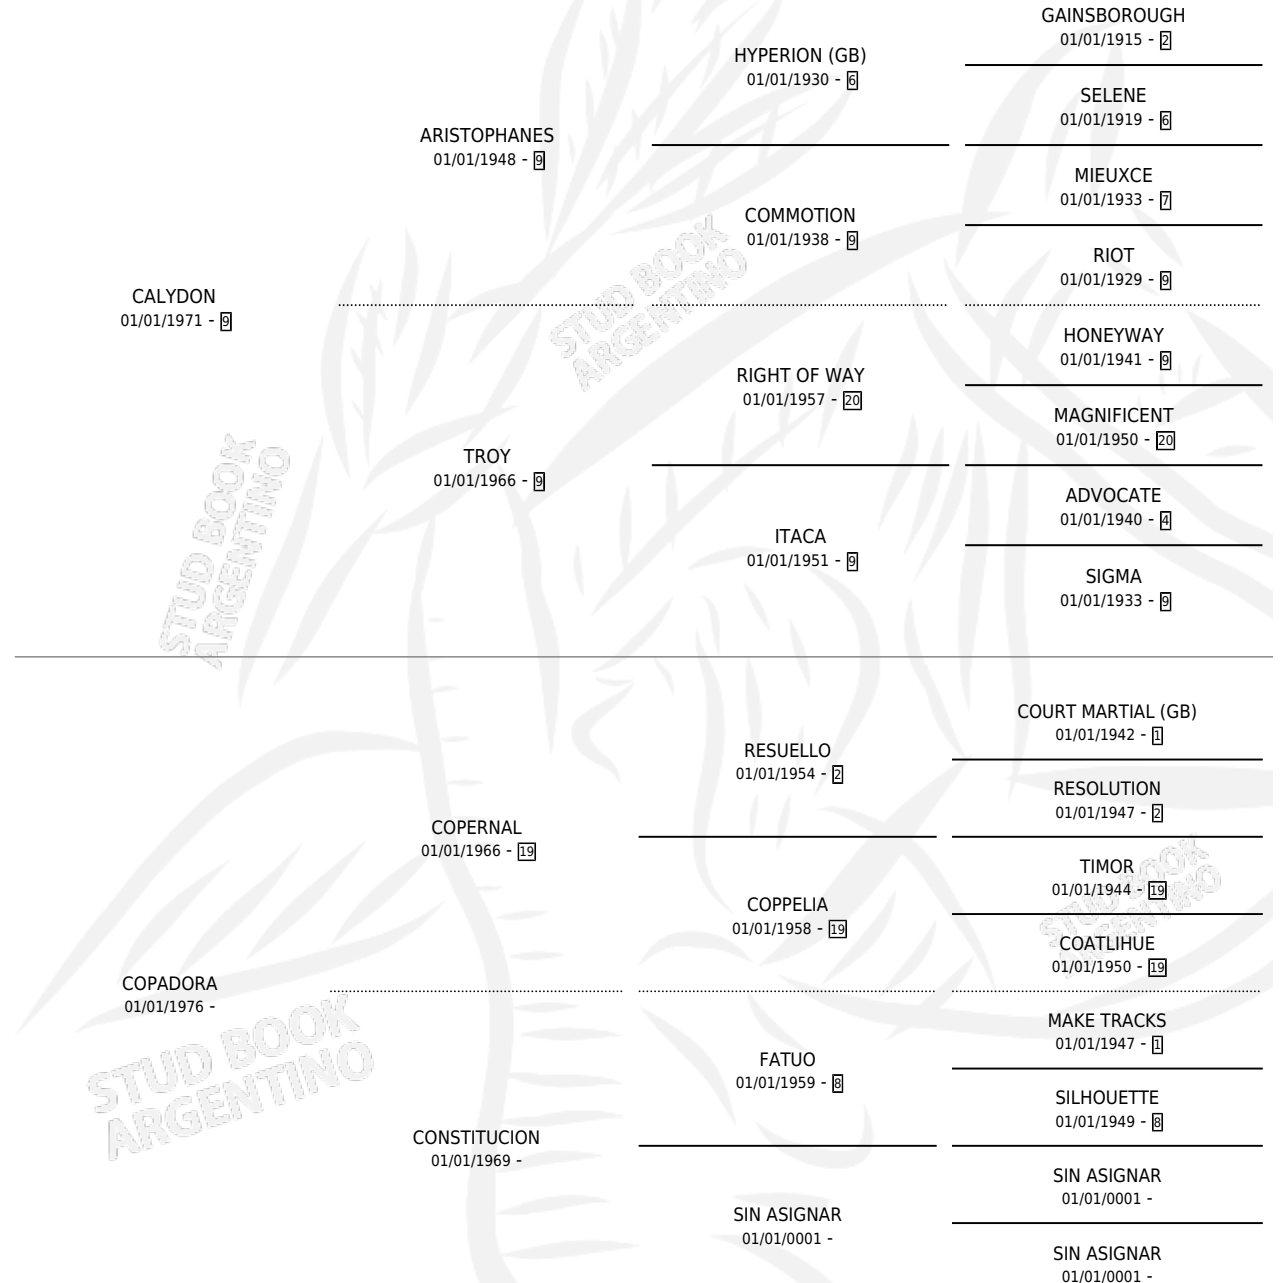 GAINSBOROUGH
01/01/1915 - 2
HYPERION (GB)
01/01/1930 - 6
SELENE
01/01/1919 - 6
ARISTOPHANES
01/01/1948 - 9
MIEUXCE
01/01/1933 - 7
COMMOTION
01/01/1938 - 9
RIOT
01/01/1929 - 9
CALYDON
01/01/1971 - 9
STUD BOOK
ARGENTINO
HONEYWAY
01/01/1941 - 9
RIGHT OF WAY
01/01/1957 - 20
MAGNIFICENT
01/01/1950 - 20
TROY
01/01/1966 - 9
ADVOCATE
01/01/1940 - 4
ITACA
01/01/1951 - 9
SIGMA
01/01/1933 - 9
STUD BOOK
ARGENTINO
COURT MARTIAL (GB)
01/01/1942 - 1
RESUELLO
01/01/1954 - 2
RESOLUTION
01/01/1947 - 2
COPERNAL
01/01/1966 - 19
TIMOR
01/01/1944 - 19
COPPELIA
01/01/1958 - 19
STUD BOOK
ARGENTINO
COATLIHUE
01/01/1950 - 19
COPADORA
01/01/1976 -
MAKE TRACKS
01/01/1947 - 1
FATUO
01/01/1959 - 8
STUD BOOK
ARGENTINO
SILHOUETTE
01/01/1949 - 8
CONSTITUCION
01/01/1969 -
SIN ASIGNAR
01/01/0001 -
SIN ASIGNAR
01/01/0001 -
SIN ASIGNAR
01/01/0001 -